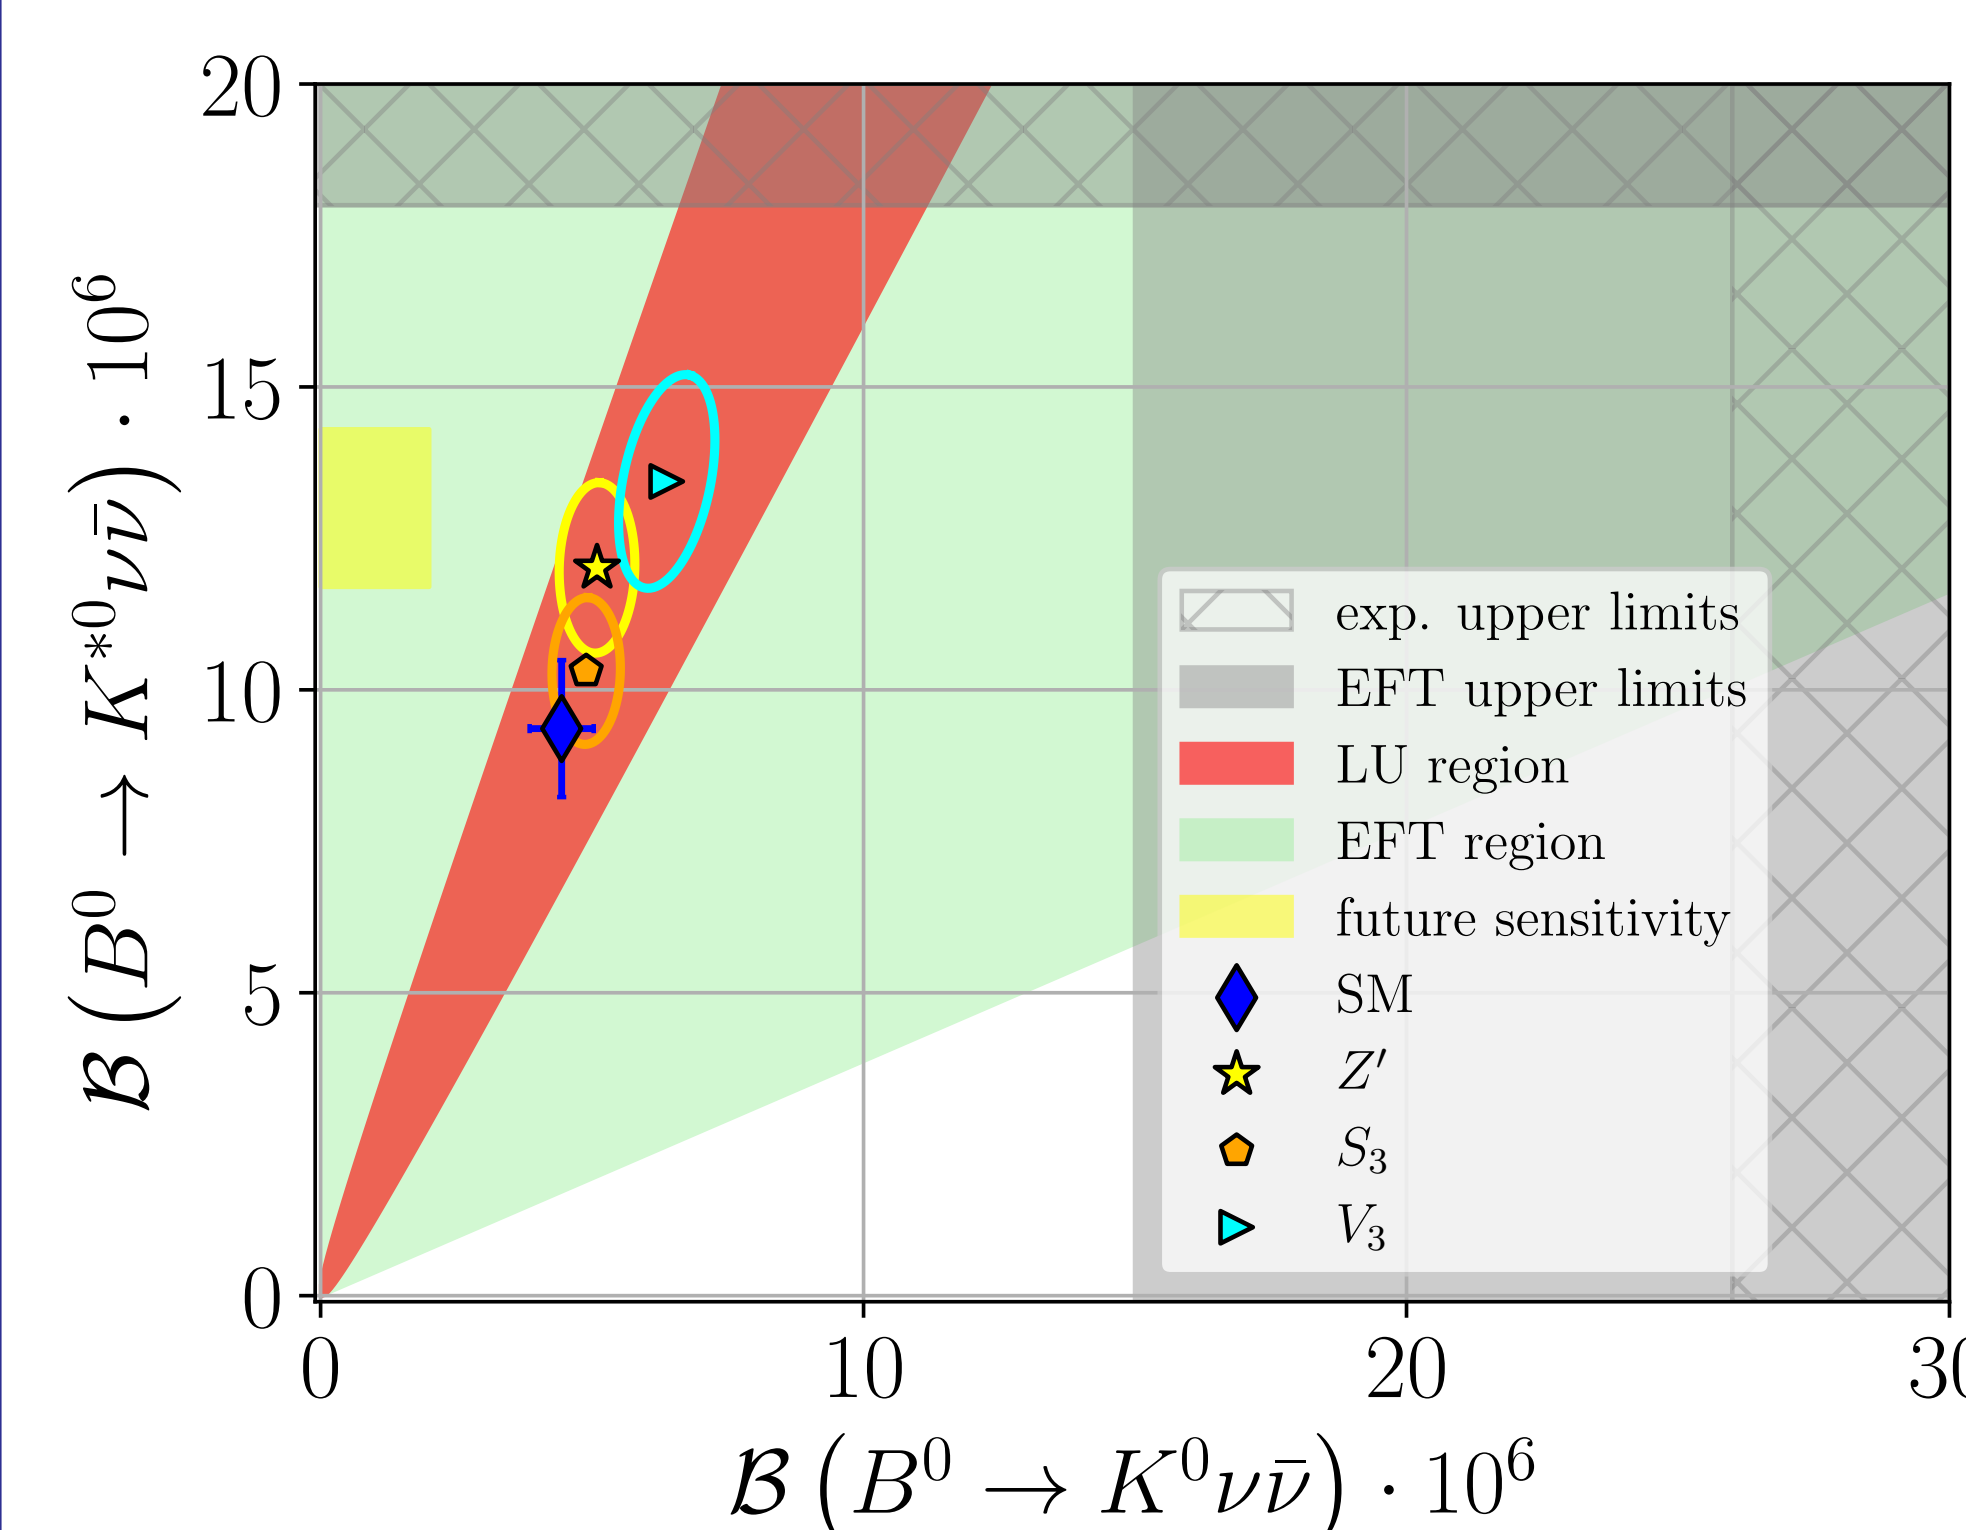 20
15
10
5
0
0 10 20 30
ℬ (B⁰ → K*⁰νν̄) · 10⁶
ℬ (B⁰ → K⁰νν̄) · 10⁶
exp. upper limits
EFT upper limits
LU region
EFT region
future sensitivity
SM
Z′
S₃
V₃